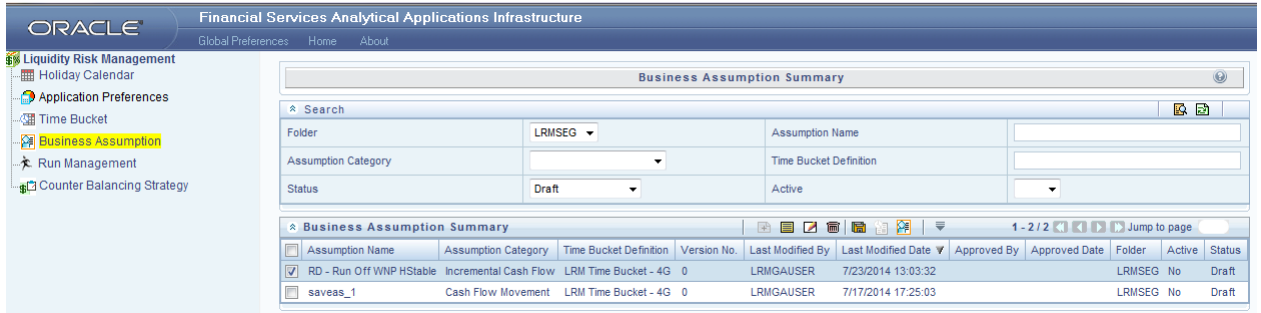 ORACLE®
Financial Services Analytical Applications Infrastructure
Global Preferences Home About
Liquidity Risk Management
Holiday Calendar
Application Preferences
Time Bucket
Business Assumption
Run Management
Counter Balancing Strategy
Business Assumption Summary
Search
Folder LRMSEG Assumption Name
Assumption Category Time Bucket Definition
Status Draft Active
Business Assumption Summary 1 - 2 / 2 Jump to page
Assumption Name Assumption Category Time Bucket Definition Version No. Last Modified By Last Modified Date Approved By Approved Date Folder Active Status
RD - Run Off WNP HStable Incremental Cash Flow LRM Time Bucket - 4G 0 LRMGAUSER 7/23/2014 13:03:32 LRMSEG No Draft
saveas_1 Cash Flow Movement LRM Time Bucket - 4G 0 LRMGAUSER 7/17/2014 17:25:03 LRMSEG No Draft